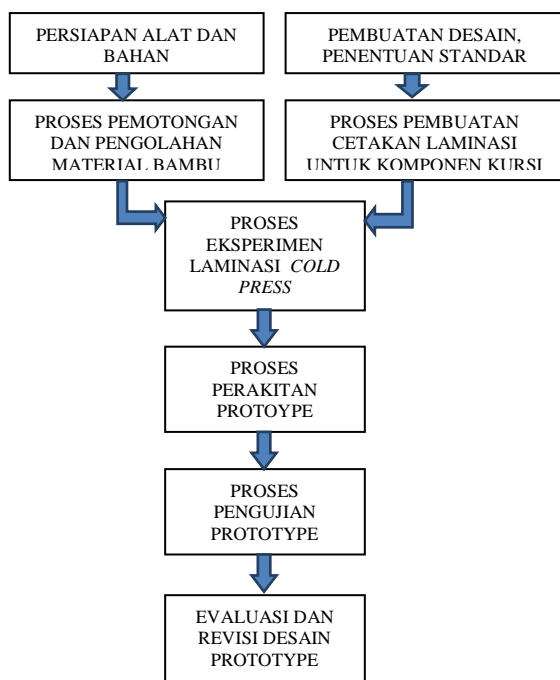 PERSIAPAN ALAT DAN
BAHAN
PEMBUATAN DESAIN,
PENENTUAN STANDAR
PROSES PEMOTONGAN
DAN PENGOLAHAN
MATERIAL BAMBU
PROSES PEMBUATAN
CETAKAN LAMINASI
UNTUK KOMPONEN KURSI
PROSES
EKSPERIMEN
LAMINASI COLD
PRESS
PROSES
PERAKITAN
PROTOYPE
PROSES
PENGUJIAN
PROTOTYPE
EVALUASI DAN
REVISI DESAIN
PROTOTYPE